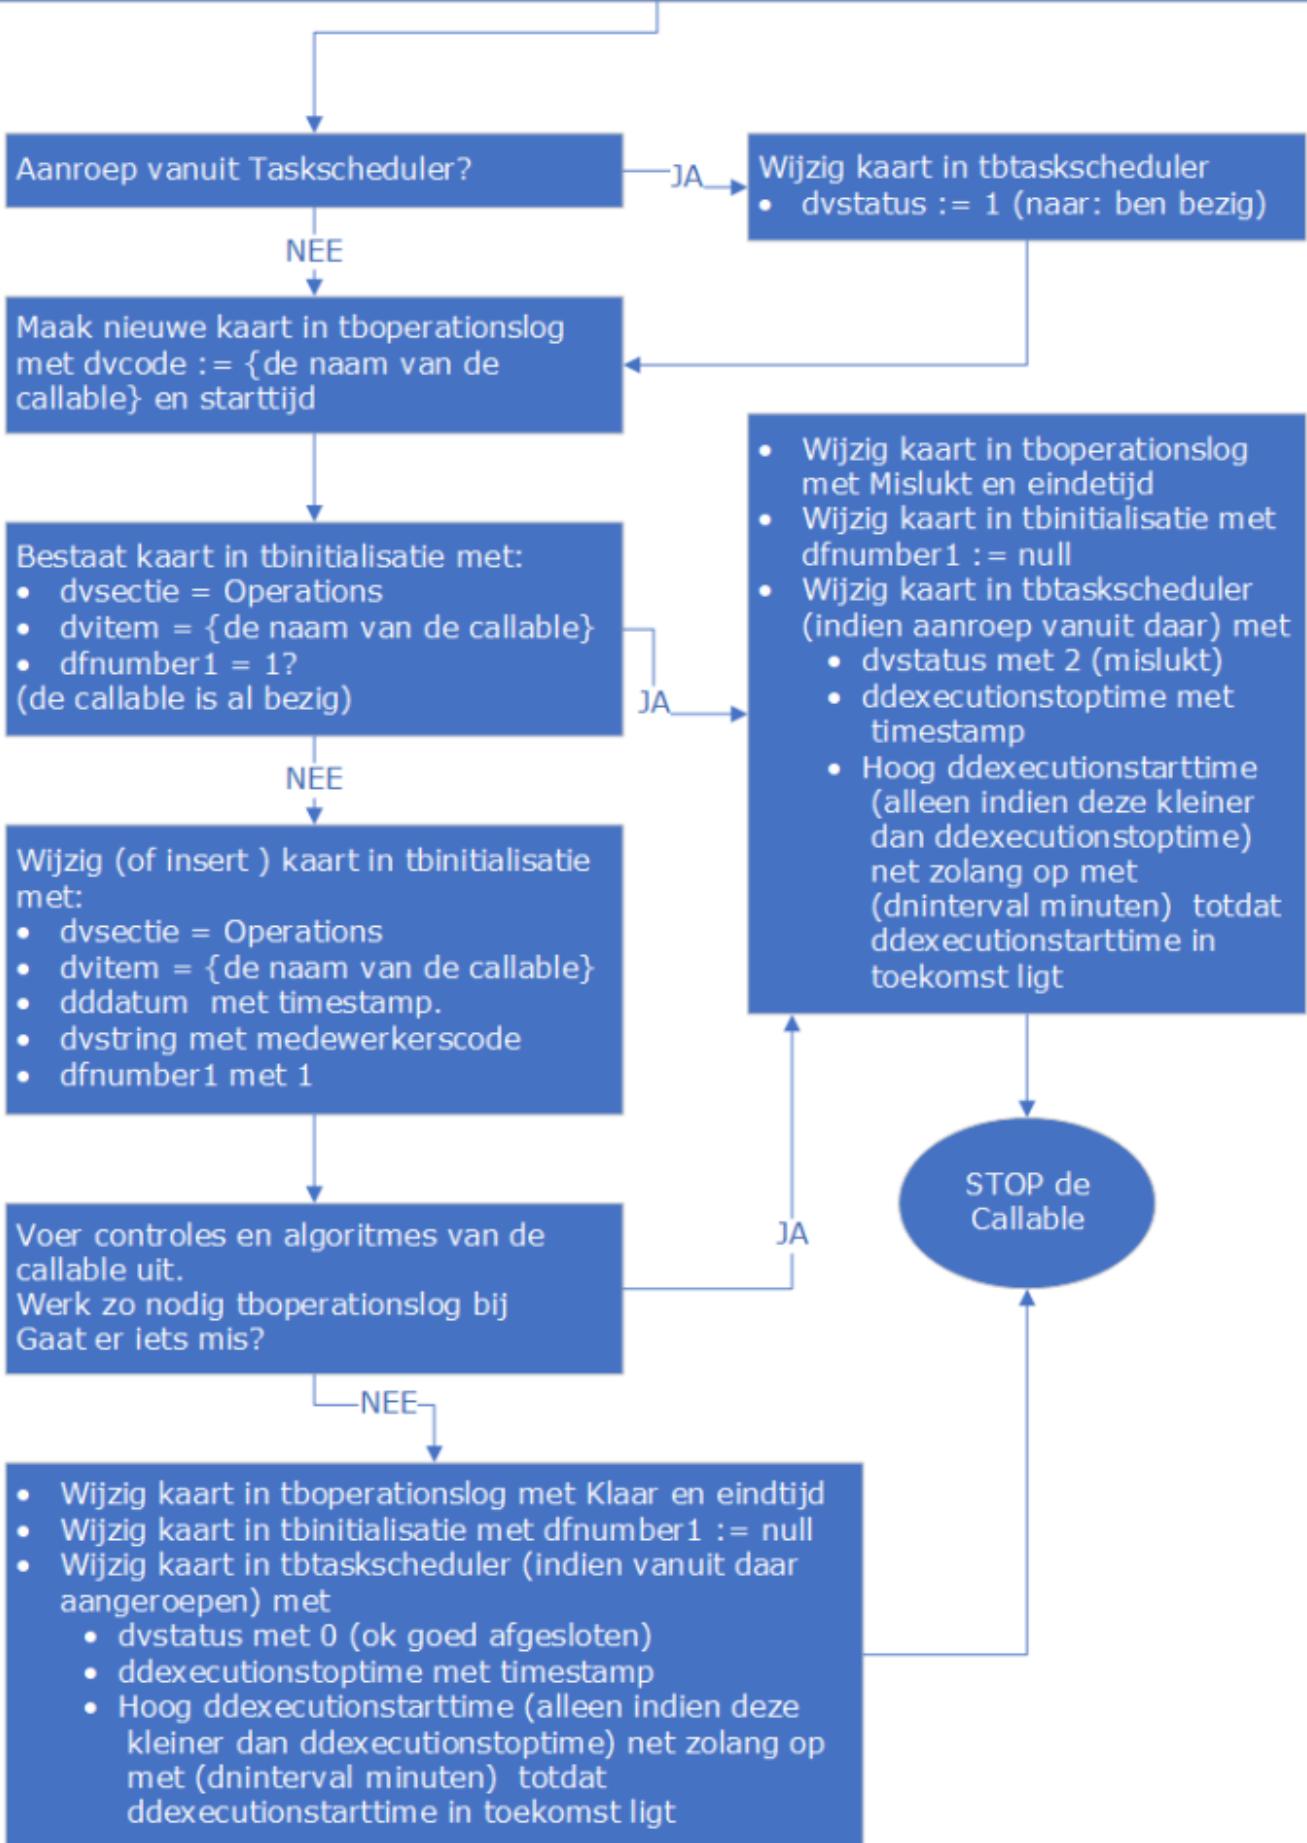 Aanroep vanuit Taskscheduler?
JA
Wijzig kaart in tbtaskscheduler
• dvstatus := 1 (naar: ben bezig)
NEE
Maak nieuwe kaart in tboperationslog
met dvcode := {de naam van de
callable} en starttijd
Bestaat kaart in tbinitialisatie met:
• dvsectie = Operations
• dvitem = {de naam van de callable}
• dfnumber1 = 1?
(de callable is al bezig)
JA
• Wijzig kaart in tboperationslog
met Mislukt en eindetijd
• Wijzig kaart in tbinitialisatie met
dfnumber1 := null
• Wijzig kaart in tbtaskscheduler
(indien aanroep vanuit daar) met
• dvstatus met 2 (mislukt)
• ddexecutionstoptime met
timestamp
• Hoog ddexecutionstarttime
(alleen indien deze kleiner
dan ddexecutionstoptime)
net zolang op met
(dninterval minuten) totdat
ddexecutionstarttime in
toekomst ligt
NEE
Wijzig (of insert ) kaart in tbinitialisatie
met:
• dvsectie = Operations
• dvitem = {de naam van de callable}
• dddatum met timestamp.
• dvstring met medewerkerscode
• dfnumber1 met 1
STOP de
Callable
Voer controles en algoritmes van de
callable uit.
Werk zo nodig tboperationslog bij
Gaat er iets mis?
JA
NEE
• Wijzig kaart in tboperationslog met Klaar en eindtijd
• Wijzig kaart in tbinitialisatie met dfnumber1 := null
• Wijzig kaart in tbtaskscheduler (indien vanuit daar
aangeroepen) met
• dvstatus met 0 (ok goed afgesloten)
• ddexecutionstoptime met timestamp
• Hoog ddexecutionstarttime (alleen indien deze
kleiner dan ddexecutionstoptime) net zolang op
met (dninterval minuten) totdat
ddexecutionstarttime in toekomst ligt